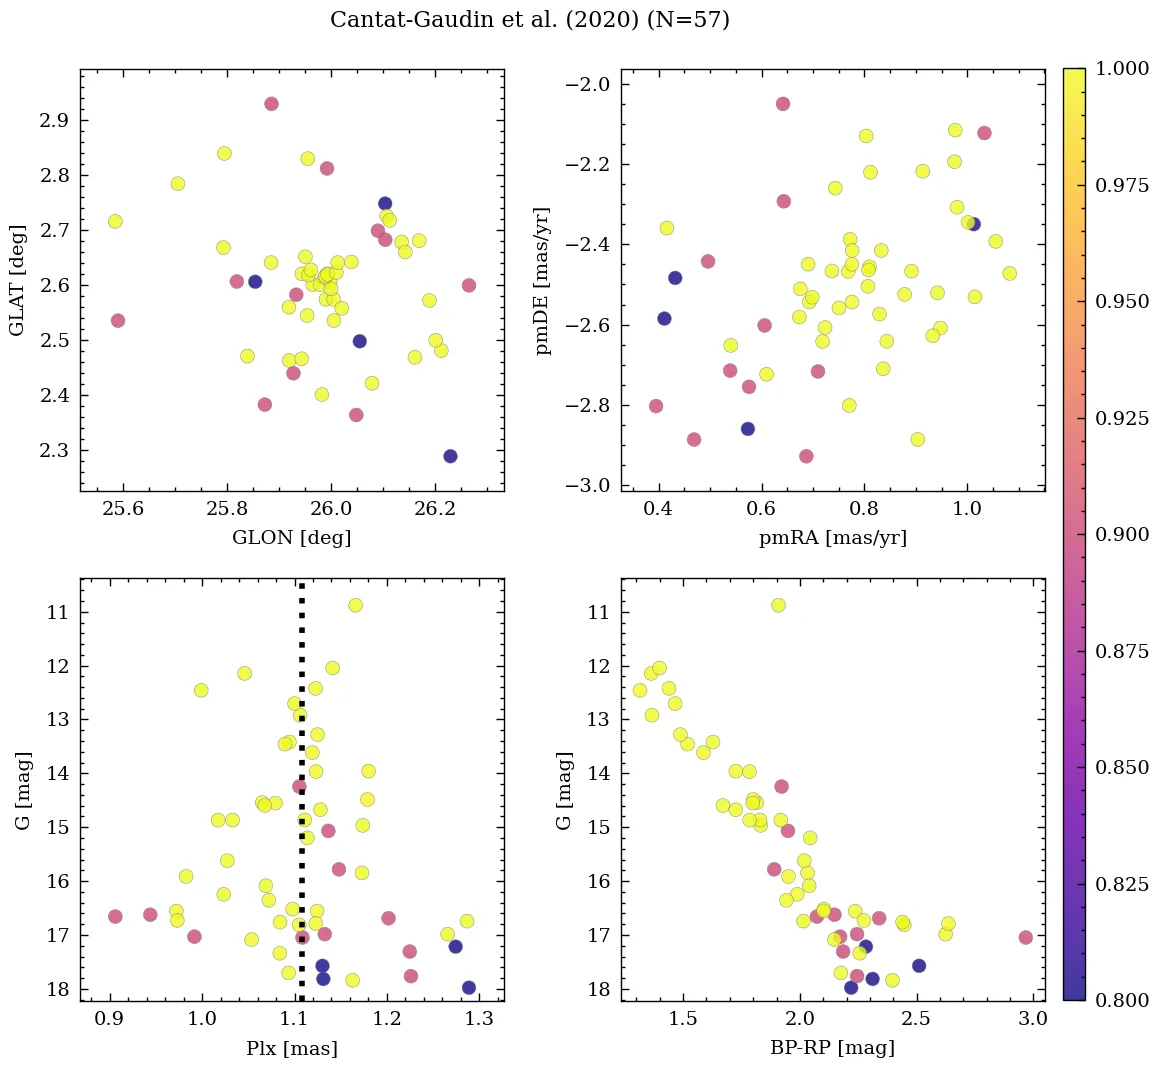 Cantat-Gaudin et al. (2020) (N=57)
2.9
2.8
2.7
2.6
2.5
2.4
2.3
GLAT [deg]
25.6 25.8 26.0 26.2
GLON [deg]
−2.0
−2.2
−2.4
−2.6
−2.8
−3.0
pmDE [mas/yr]
0.4 0.6 0.8 1.0
pmRA [mas/yr]
11
12
13
14
15
16
17
18
G [mag]
0.9 1.0 1.1 1.2 1.3
Plx [mas]
11
12
13
14
15
16
17
18
G [mag]
1.5 2.0 2.5 3.0
BP-RP [mag]
1.000
0.975
0.950
0.925
0.900
0.875
0.850
0.825
0.800